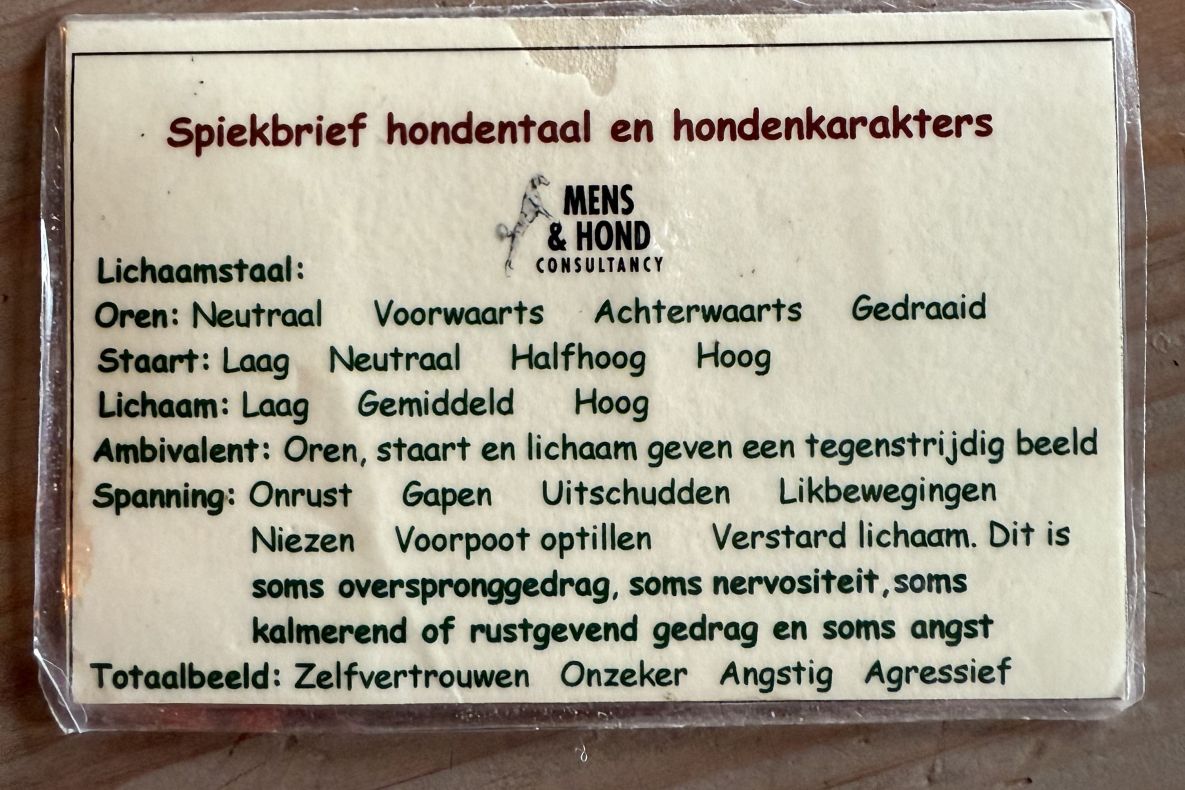 Spiekbrief hondentaal en hondenkarakters
MENS
& HOND
CONSULTANCY
Lichaamstaal:
Oren: Neutraal Voorwaarts Achterwaarts Gedraaid
Staart: Laag Neutraal Halfhoog Hoog
Lichaam: Laag Gemiddeld Hoog
Ambivalent: Oren, staart en lichaam geven een tegenstrijdig beeld
Spanning: Onrust Gapen Uitschudden Likbewegingen
Niezen Voorpoot optillen Verstard lichaam. Dit is
soms overspronggedrag, soms nervositeit,soms
kalmerend of rustgevend gedrag en soms angst
Totaalbeeld: Zelfvertrouwen Onzeker Angstig Agressief